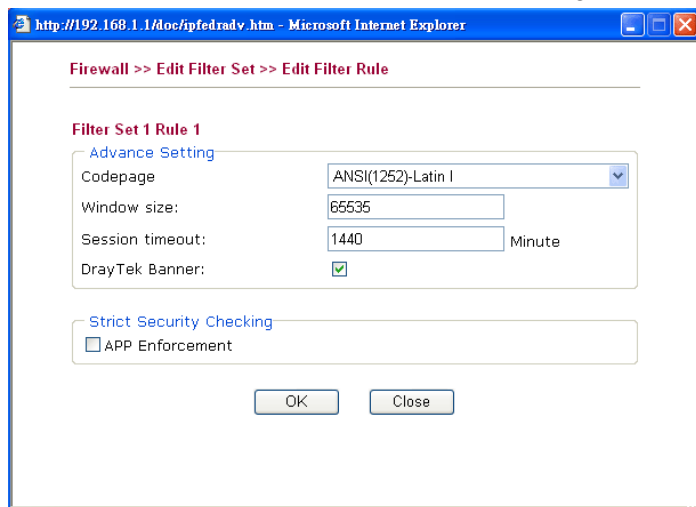 http://192.168.1.1/doc/ipfedradv.htm - Microsoft Internet Explorer
Firewall >> Edit Filter Set >> Edit Filter Rule
Filter Set 1 Rule 1
Advance Setting
Codepage ANSI(1252)-Latin I
Window size: 65535
Session timeout: 1440 Minute
DrayTek Banner:
Strict Security Checking
APP Enforcement
OK Close